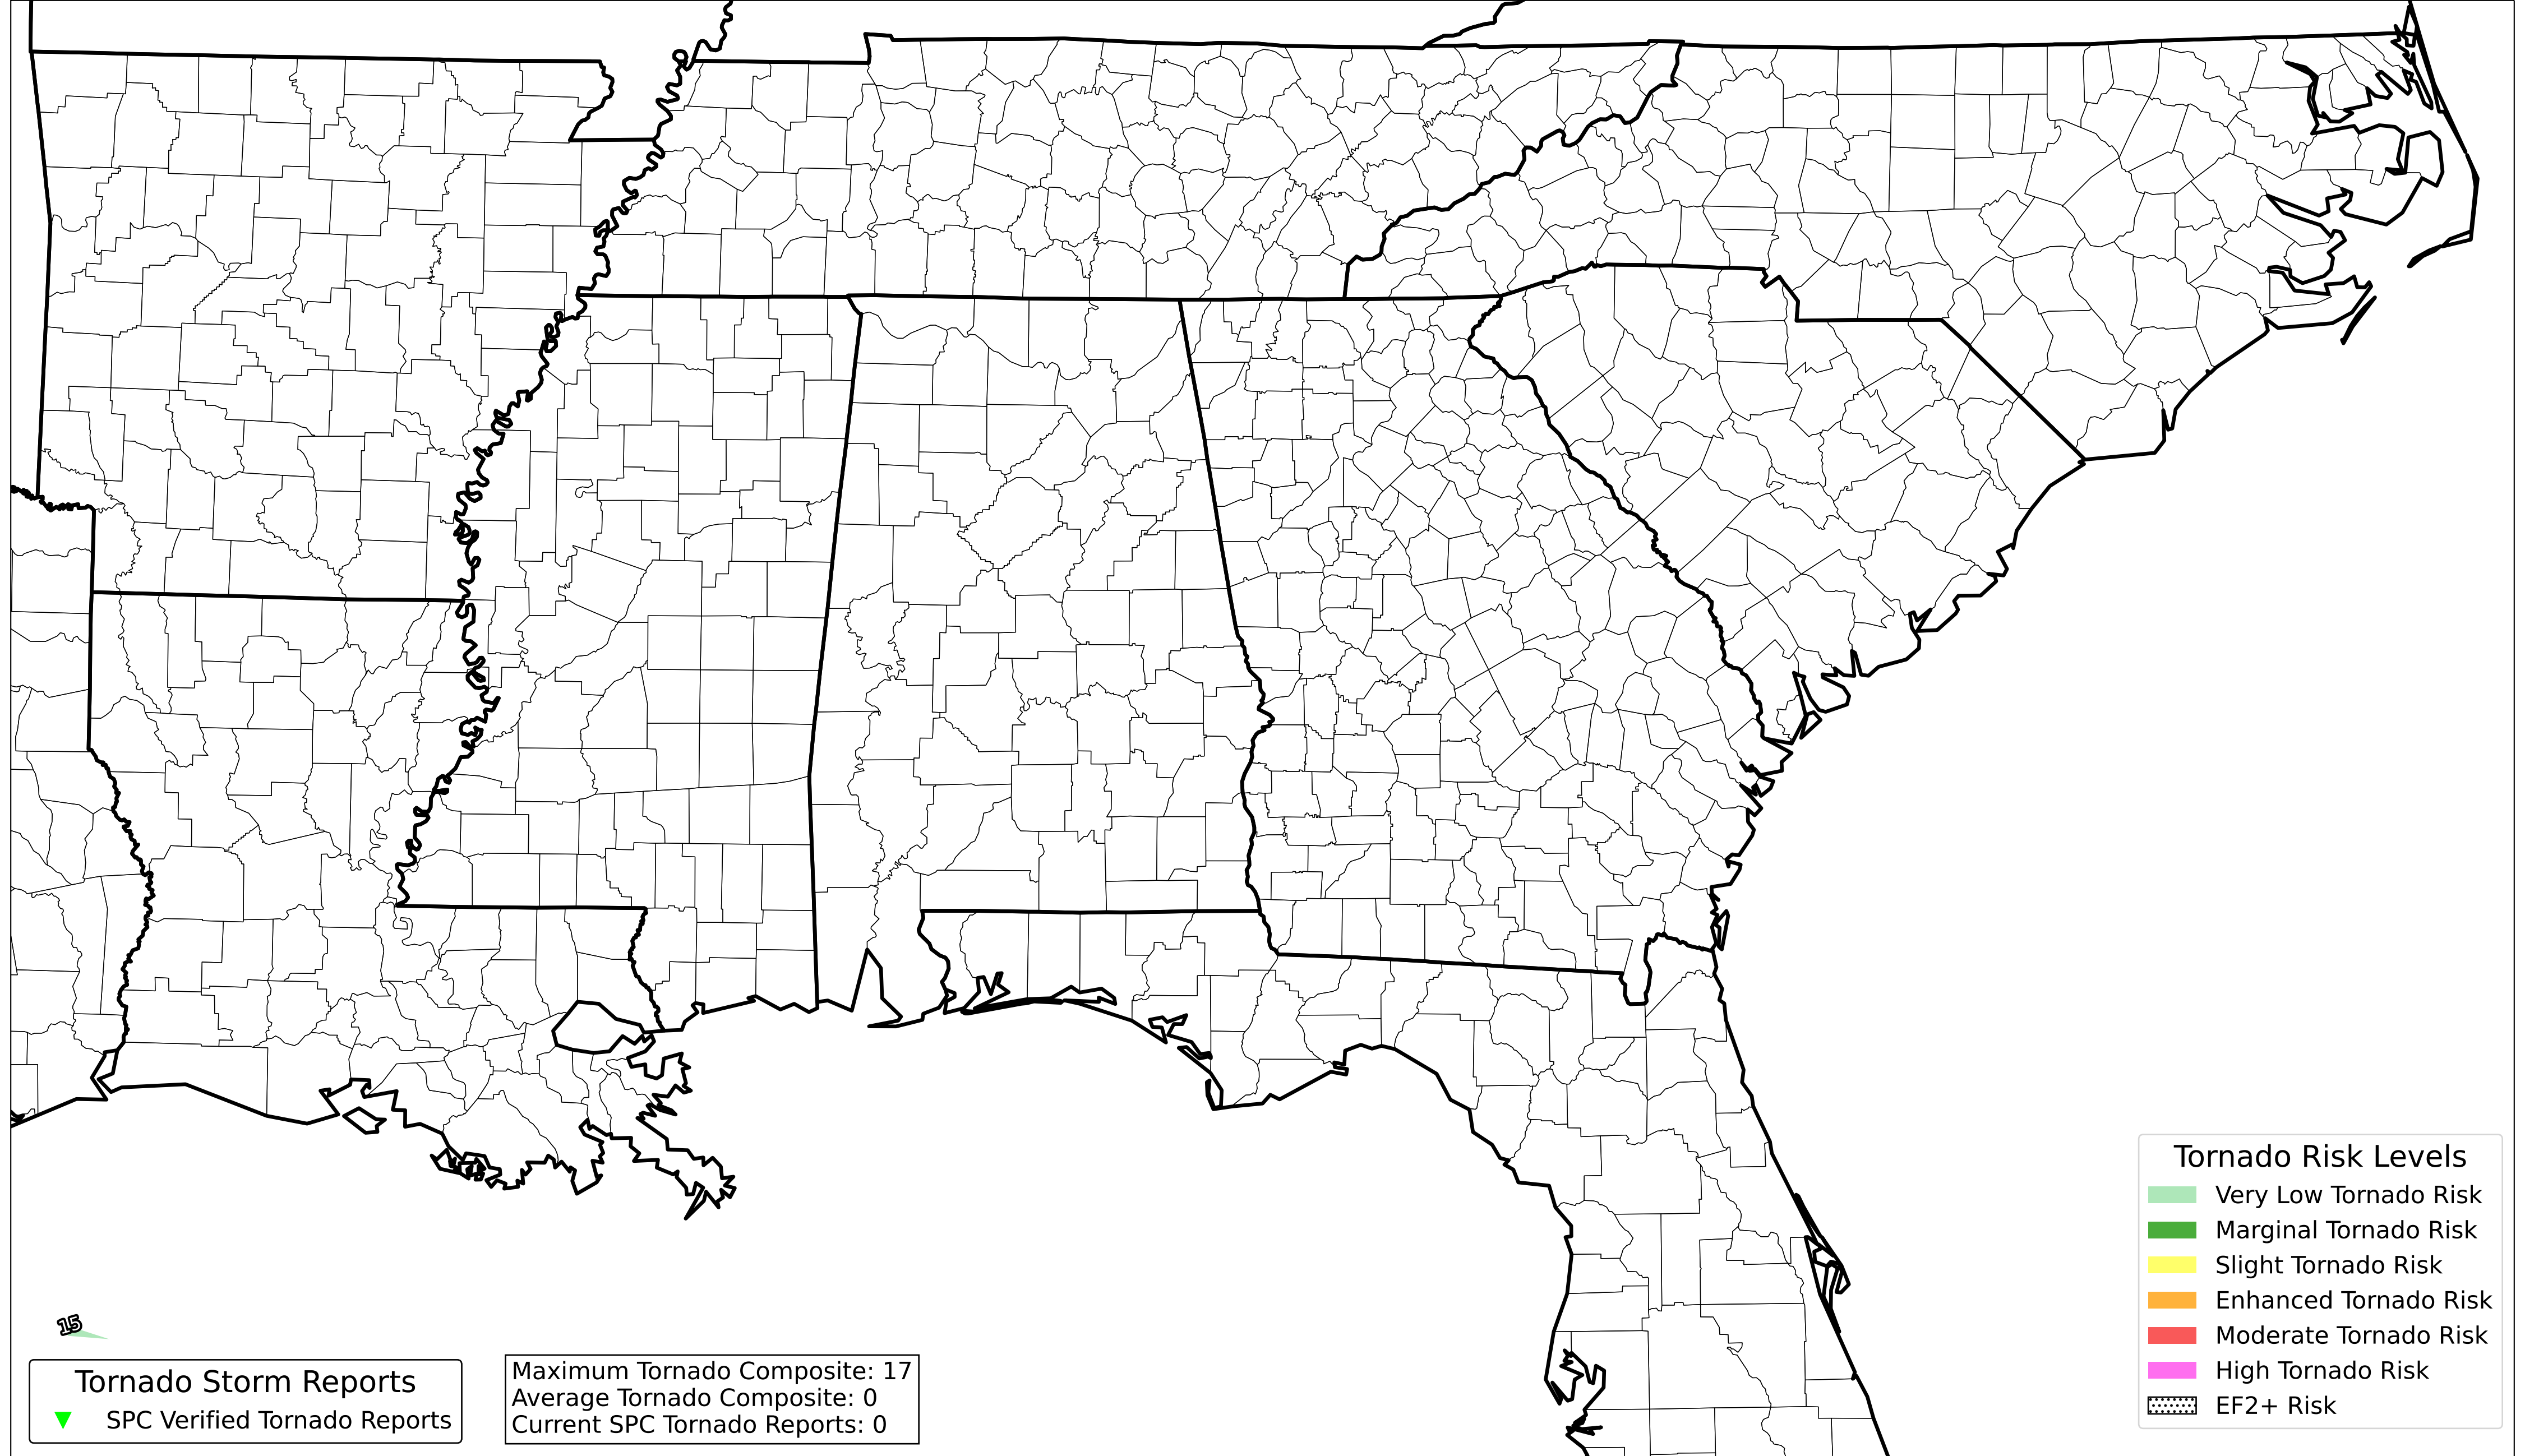 15
Tornado Storm Reports
SPC Verified Tornado Reports
Maximum Tornado Composite: 17
Average Tornado Composite: 0
Current SPC Tornado Reports: 0
Tornado Risk Levels
Very Low Tornado Risk
Marginal Tornado Risk
Slight Tornado Risk
Enhanced Tornado Risk
Moderate Tornado Risk
High Tornado Risk
EF2+ Risk